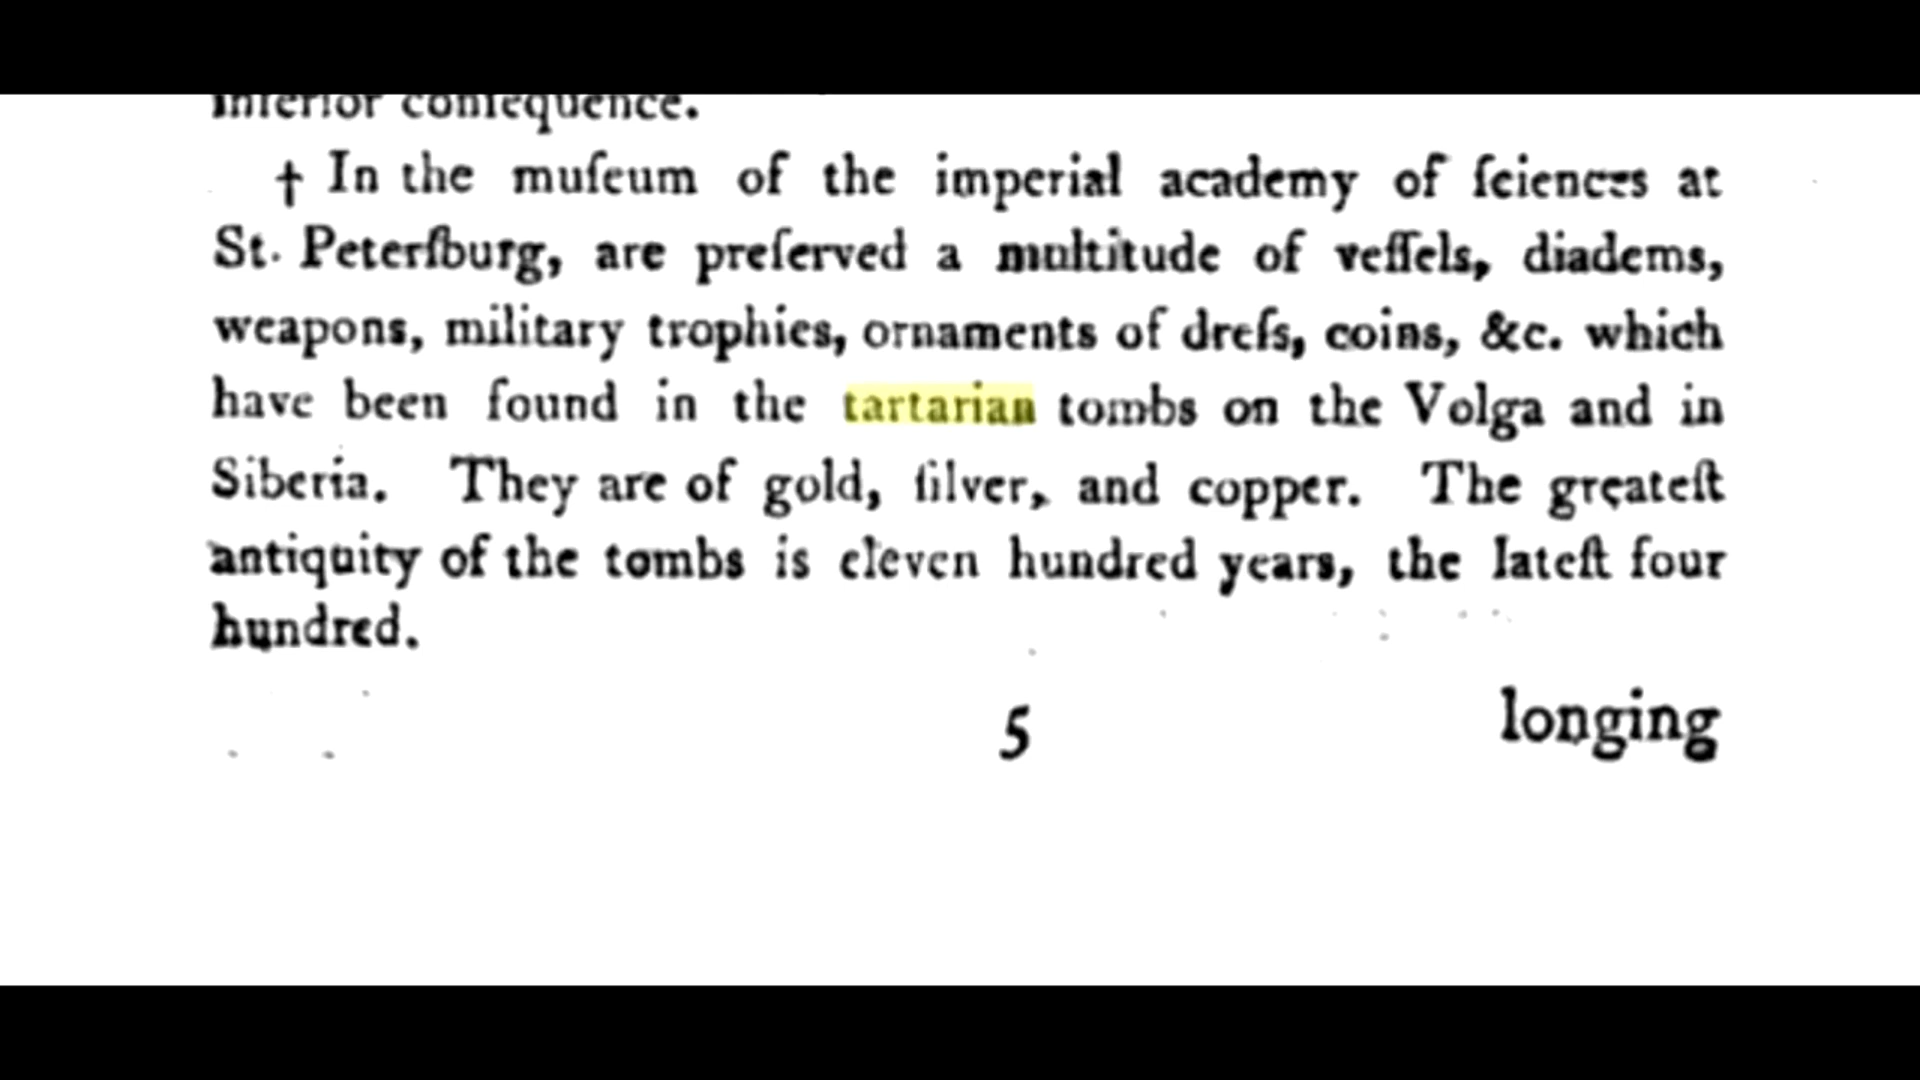 inferior conſequence.
† In the muſeum of the imperial academy of ſciences at
St. Peterſburg, are preſerved a multitude of veſſels, diadems,
weapons, military trophies, ornaments of dreſs, coins, &c. which
have been found in the tartarian tombs on the Volga and in
Siberia. They are of gold, ſilver, and copper. The greateſt
antiquity of the tombs is eleven hundred years, the lateſt four
hundred.
5 longing